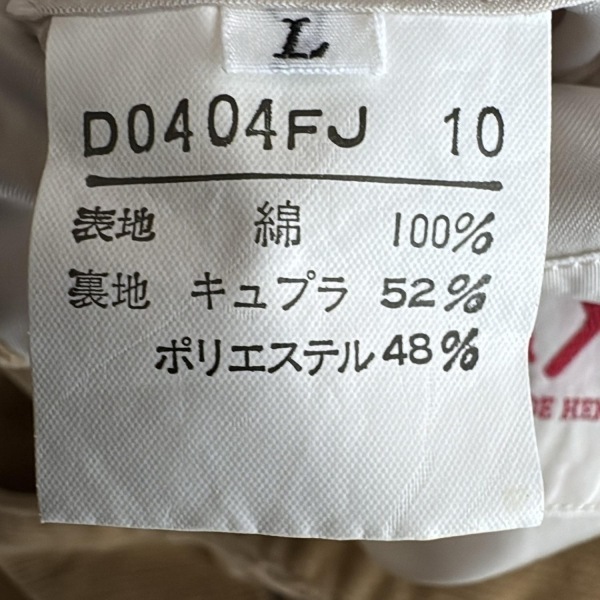 L
D0404FJ 10
表地 綿 100%
裏地 キュプラ 52%
ポリエステル 48%